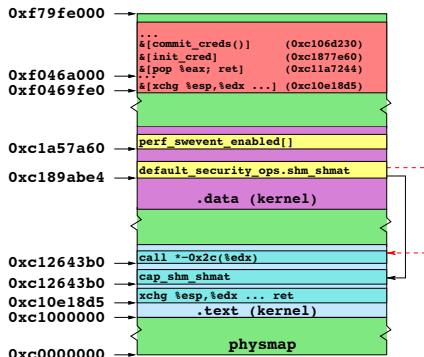 0xf79fe000
...
&[commit_creds()] (0xc106d230)
&[init_cred] (0xc1877e60)
&[pop %eax; ret] (0xc11a7244)
0xf046a000
...
&[xchg %esp,%edx ...] (0xc10e18d5)
0xf0469fe0
perf_swevent_enabled[]
0xc1a57a60
default_security_ops.shm_shmat
0xc189abe4
.data (kernel)
call *-0x2c(%edx)
0xc12643b0
cap_shm_shmat
0xc12643b0
xchg %esp,%edx ... ret
0xc10e18d5
.text (kernel)
0xc1000000
physmap
0xc0000000